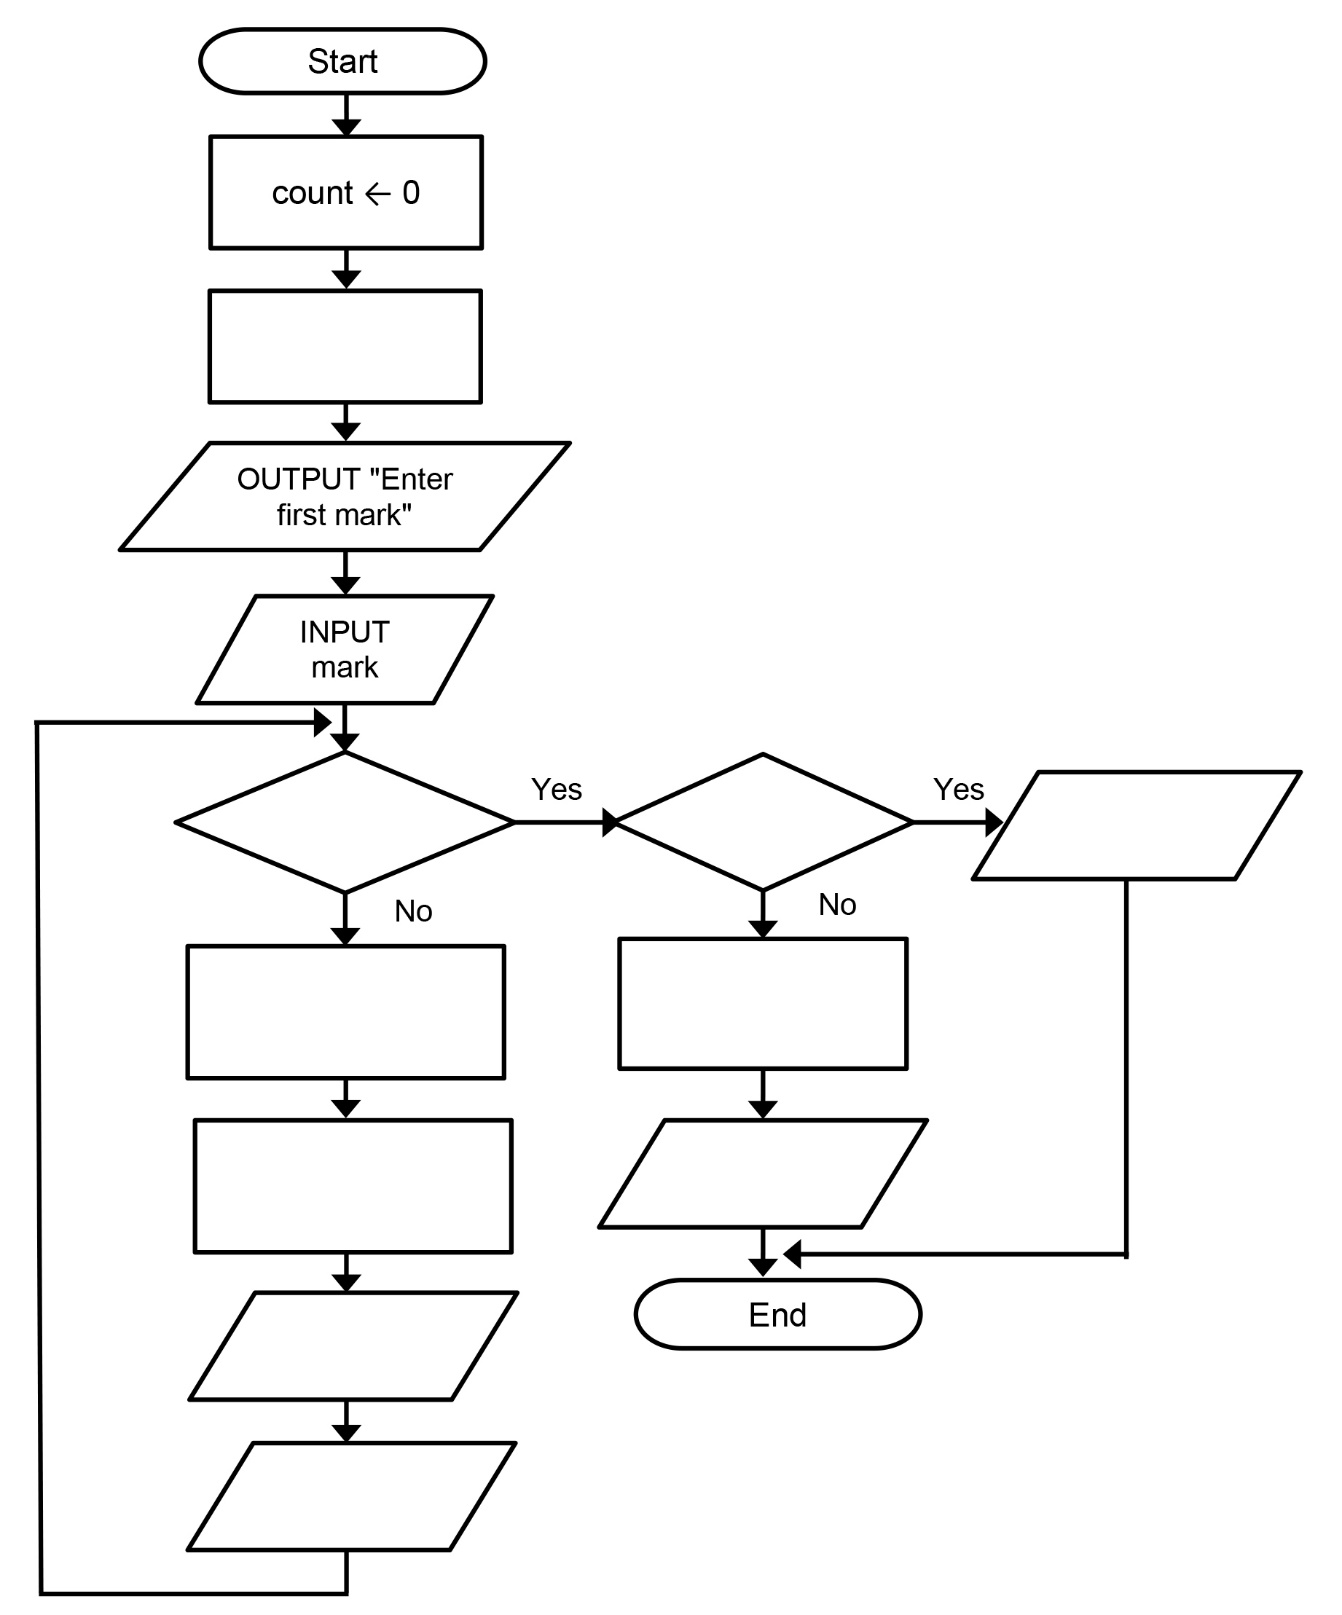 Start
count ← 0
OUTPUT "Enter
first mark"
INPUT
mark
Yes
Yes
No
No
End